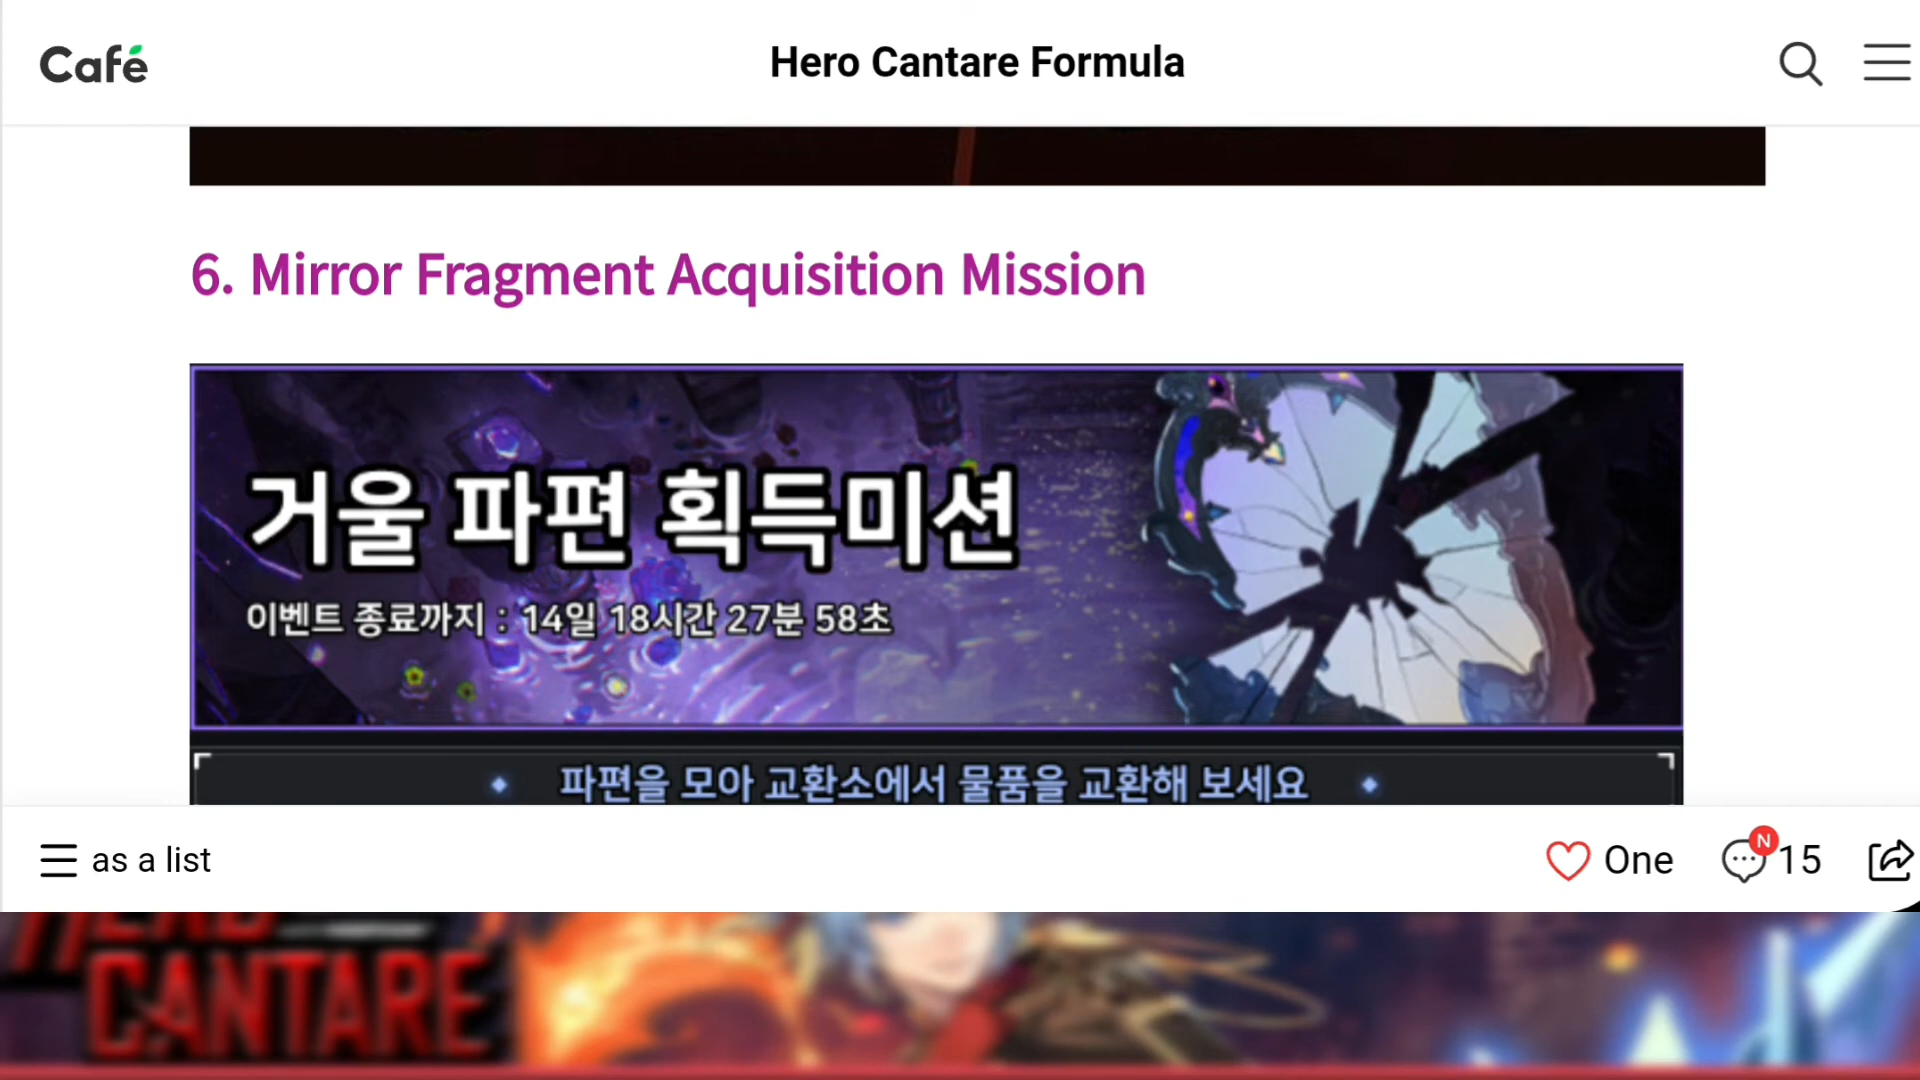 Café
Hero Cantare Formula
6. Mirror Fragment Acquisition Mission
거울 파편 획득미션
이벤트 종료까지 : 14일 18시간 27분 58초
파편을 모아 교환소에서 물품을 교환해 보세요
as a list
One
N
15
CANTARE